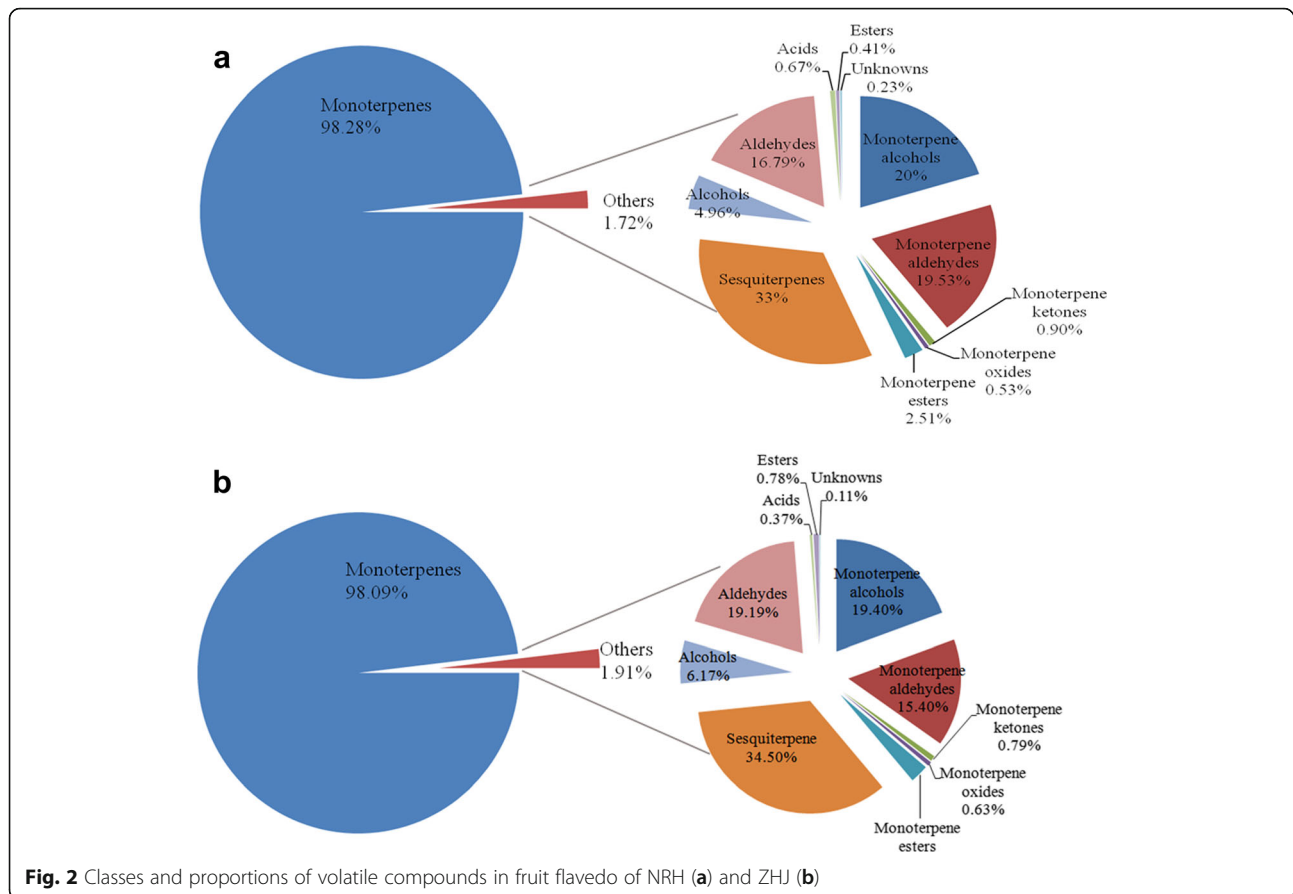 a
Monoterpenes
98.28%
Others
1.72%
Acids
0.67%
Esters
0.41%
Unknowns
0.23%
Monoterpene
alcohols
20%
Monoterpene
aldehydes
19.53%
Monoterpene
ketones
0.90%
Monoterpene
oxides
0.53%
Monoterpene
esters
2.51%
Sesquiterpenes
33%
Alcohols
4.96%
Aldehydes
16.79%
b
Monoterpenes
98.09%
Others
1.91%
Acids
0.37%
Esters
0.78%
Unknowns
0.11%
Monoterpene
alcohols
19.40%
Monoterpene
aldehydes
15.40%
Monoterpene
ketones
0.79%
Monoterpene
oxides
0.63%
Monoterpene
esters
Sesquiterpene
34.50%
Alcohols
6.17%
Aldehydes
19.19%
Fig. 2 Classes and proportions of volatile compounds in fruit flavedo of NRH (a) and ZHJ (b)